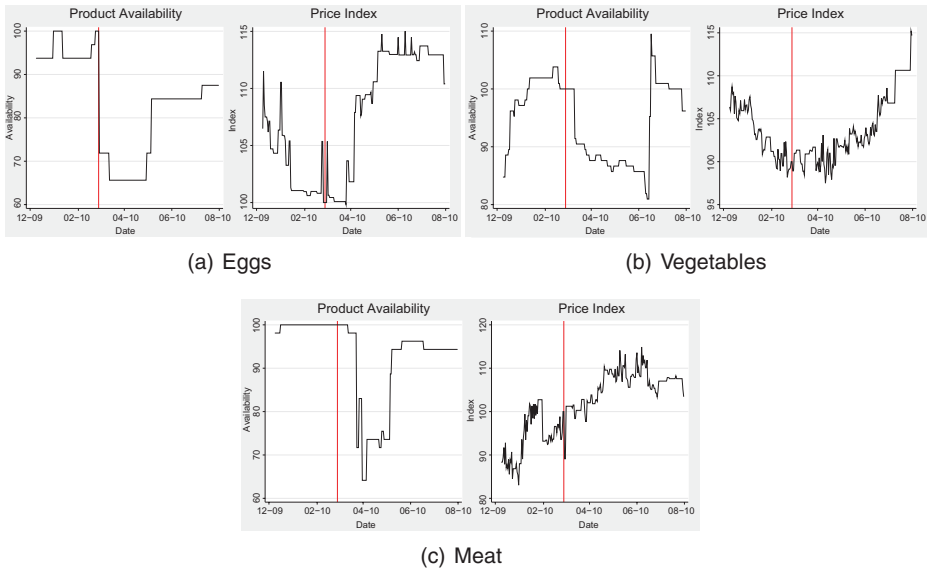 Product Availability
Availability
100
90
80
70
60
12-09 02-10 04-10 06-10 08-10
Date
Price Index
Index
115
110
105
100
12-09 02-10 04-10 06-10 08-10
Date
(a) Eggs
Product Availability
Availability
110
100
90
80
12-09 02-10 04-10 06-10 08-10
Date
Price Index
Index
115
110
105
100
95
12-09 02-10 04-10 06-10 08-10
Date
(b) Vegetables
Product Availability
Availability
100
90
80
70
60
12-09 02-10 04-10 06-10 08-10
Date
Price Index
Index
120
110
100
90
80
12-09 02-10 04-10 06-10 08-10
Date
(c) Meat